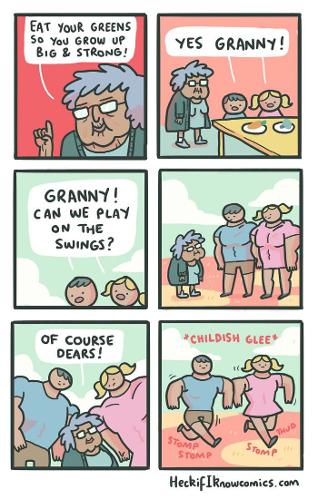 EAT YOUR GREENS
SO YOU GROW UP
BIG & STRONG!
YES GRANNY!
GRANNY!
CAN WE PLAY
ON THE
SWINGS?
OF COURSE
DEARS!
*CHILDISH GLEE*
STOMP
STOMP
STOMP
THUD
HeckifIknowcomics.com